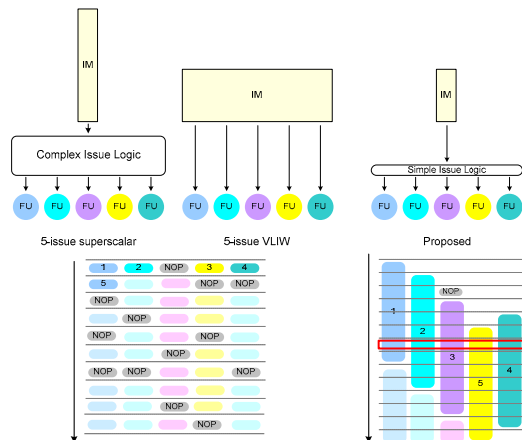 IM
IM
IM
Complex Issue Logic
Simple Issue Logic
FU FU FU FU FU
FU FU FU FU FU
FU FU FU FU FU
5-issue superscalar
5-issue VLIW
Proposed
1 2 NOP 3 4
5 NOP NOP
NOP
NOP
NOP NOP
NOP
NOP NOP NOP
NOP
NOP
NOP
1
2
3
4
5